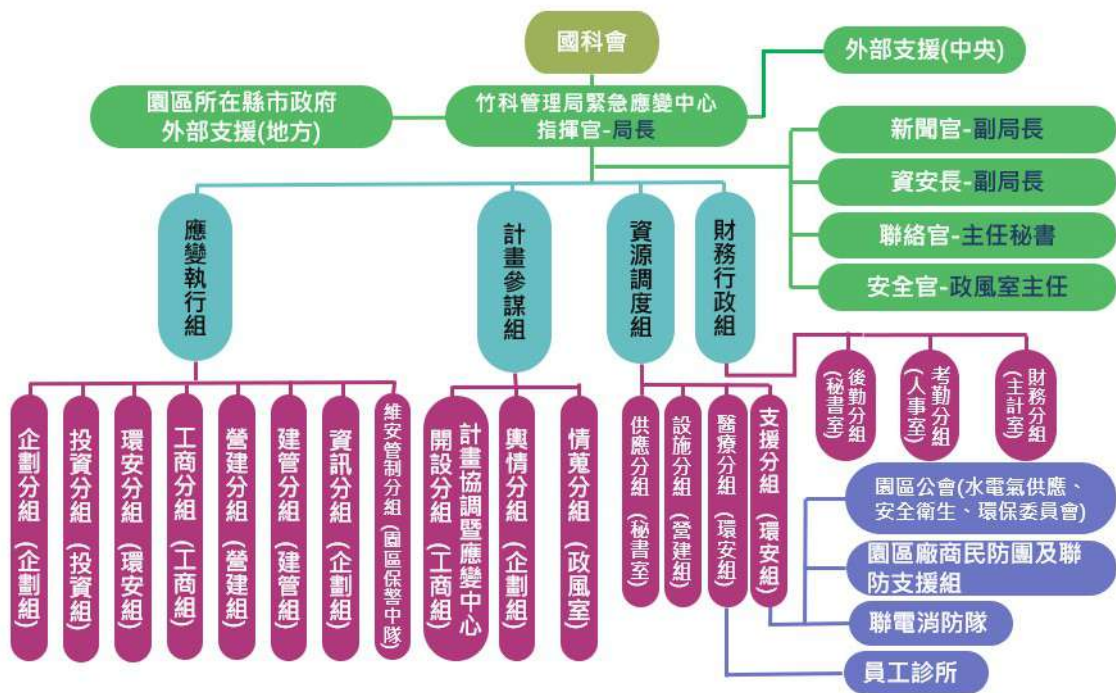 國科會
外部支援(中央)
園區所在縣市政府
外部支援(地方)
竹科管理局緊急應變中心
指揮官-局長
新聞官-副局長
資安長-副局長
聯絡官-主任秘書
安全官-政風室主任
應變執行組
計畫參謀組
資源調度組
財務行政組
企劃分組(企劃組)
投資分組(投資組)
環安分組(環安組)
工商分組(工商組)
營建分組(營建組)
建管分組(建管組)
資訊分組(企劃組)
維安管制分組(園區保警中隊)
計畫協調暨應變中心
開設分組(工商組)
輿情分組(企劃組)
情蒐分組(政風室)
供應分組(秘書室)
設施分組(營建組)
醫療分組(環安組)
支援分組(環安組)
後勤分組
(秘書室)
考勤分組
(人事室)
財務分組
(主計室)
園區公會(水電氣供應、
安全衛生、環保委員會)
園區廠商民防團及聯
防支援組
聯電消防隊
員工診所